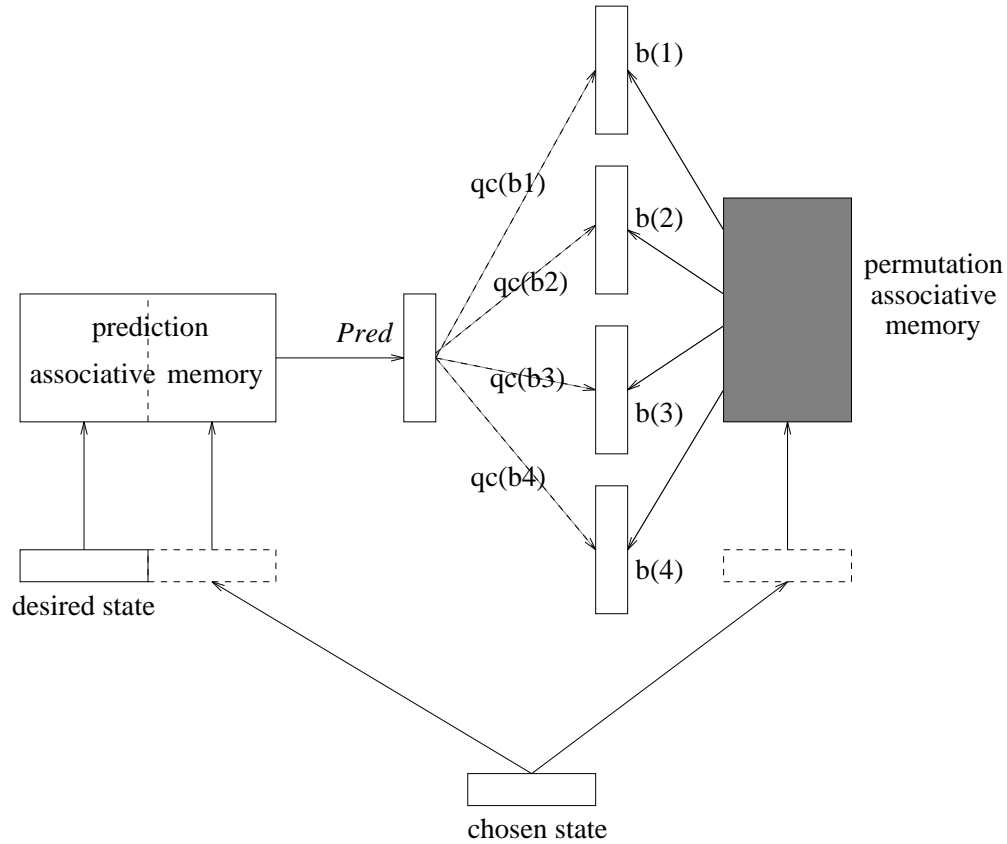 b(1)
qc(b1)
b(2)
qc(b2)
permutation
associative
memory
prediction
associative memory
Pred
qc(b3)
b(3)
qc(b4)
b(4)
desired state
chosen state